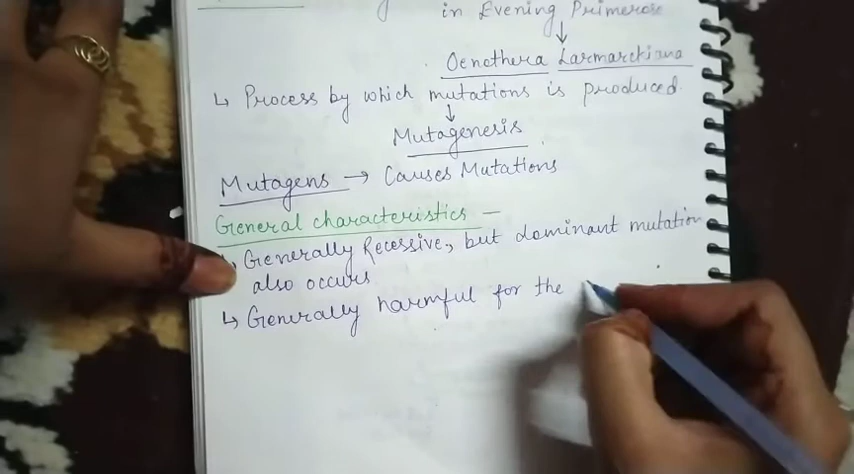 in Evening Primerose
↓
Oenothera Larmarckiana
↳ Process by which mutations is produced.
↓
Mutagenesis
Mutagens → Causes Mutations
General characteristics –
↳ Generally Recessive, but dominant mutation
also occurs
↳ Generally harmful for the